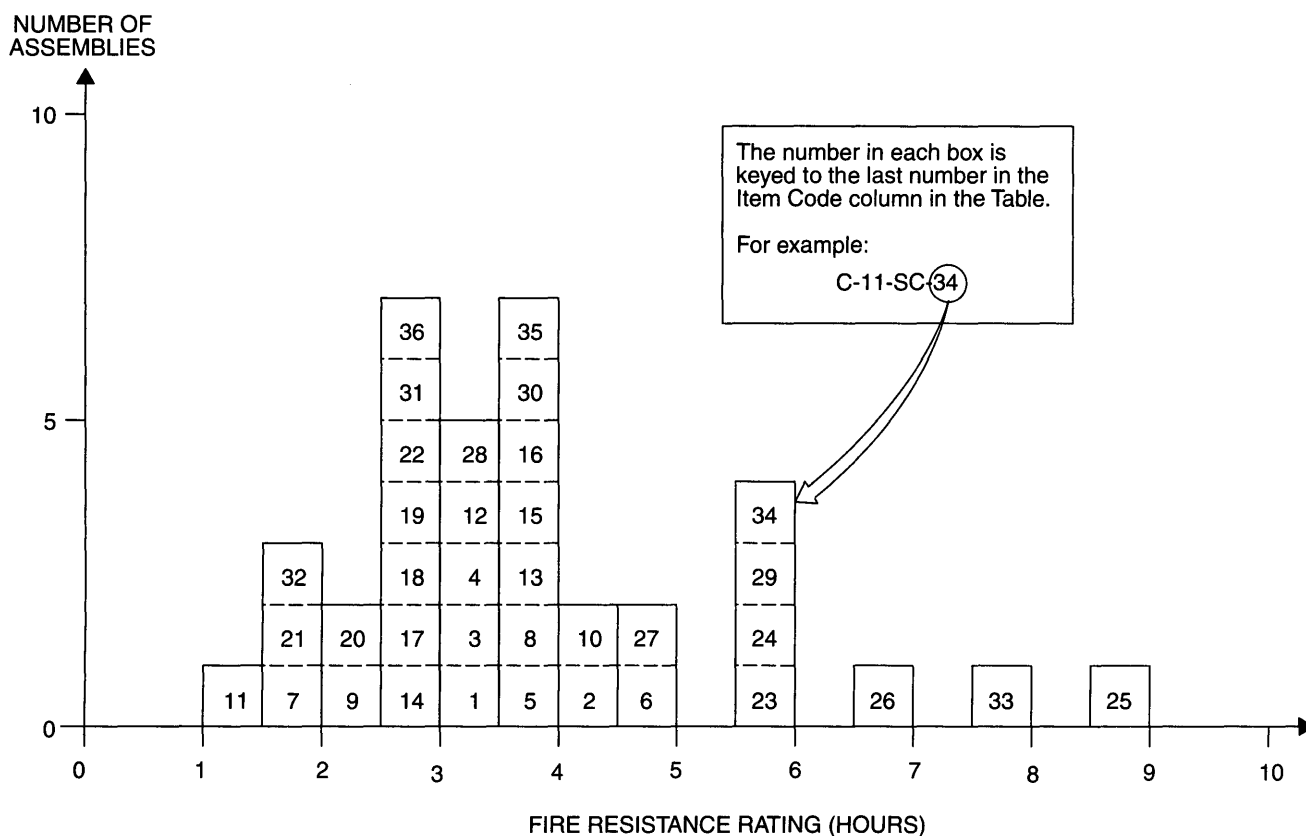 NUMBER OF
ASSEMBLIES
10
The number in each box is
keyed to the last number in the
Item Code column in the Table.
For example:
C-11-SC-34
36 35
31 30
5
22 28 16
19 12 15 34
32 18 4 13 29
21 20 17 3 8 10 27 24
11 7 9 14 1 5 2 6 23 26 33 25
0
0 1 2 3 4 5 6 7 8 9 10
FIRE RESISTANCE RATING (HOURS)